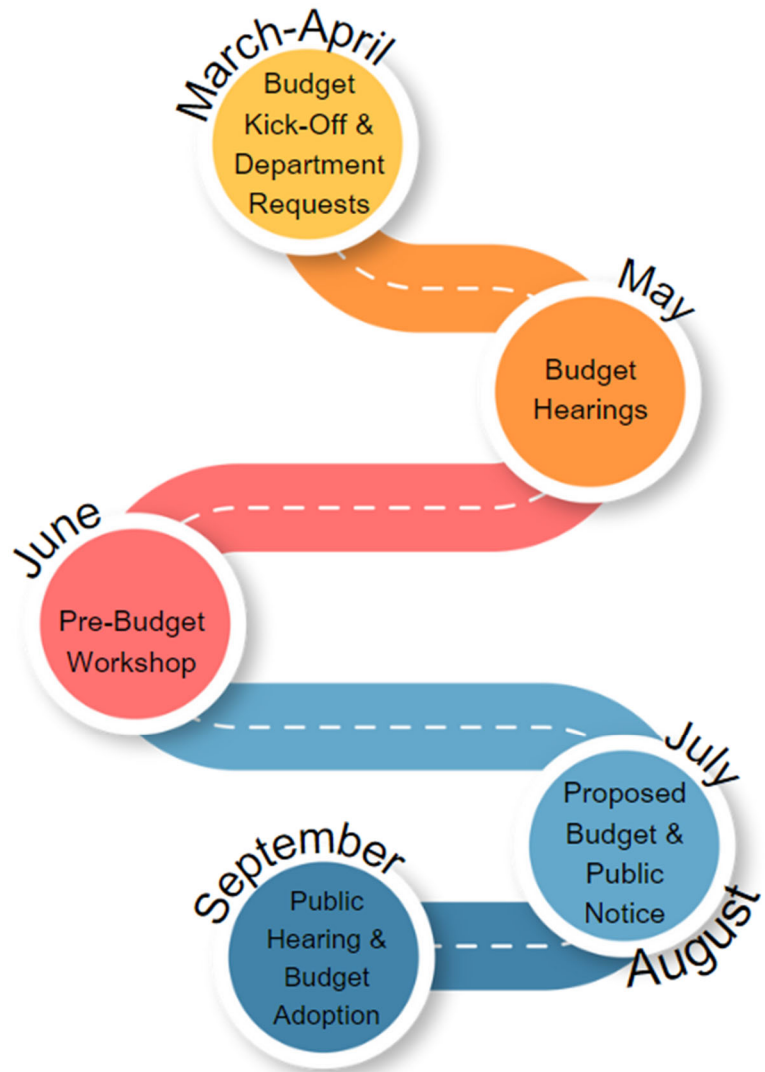 March-April
Budget
Kick-Off &
Department
Requests
May
Budget
Hearings
June
Pre-Budget
Workshop
July
Proposed
Budget &
Public
Notice
August
September
Public
Hearing &
Budget
Adoption